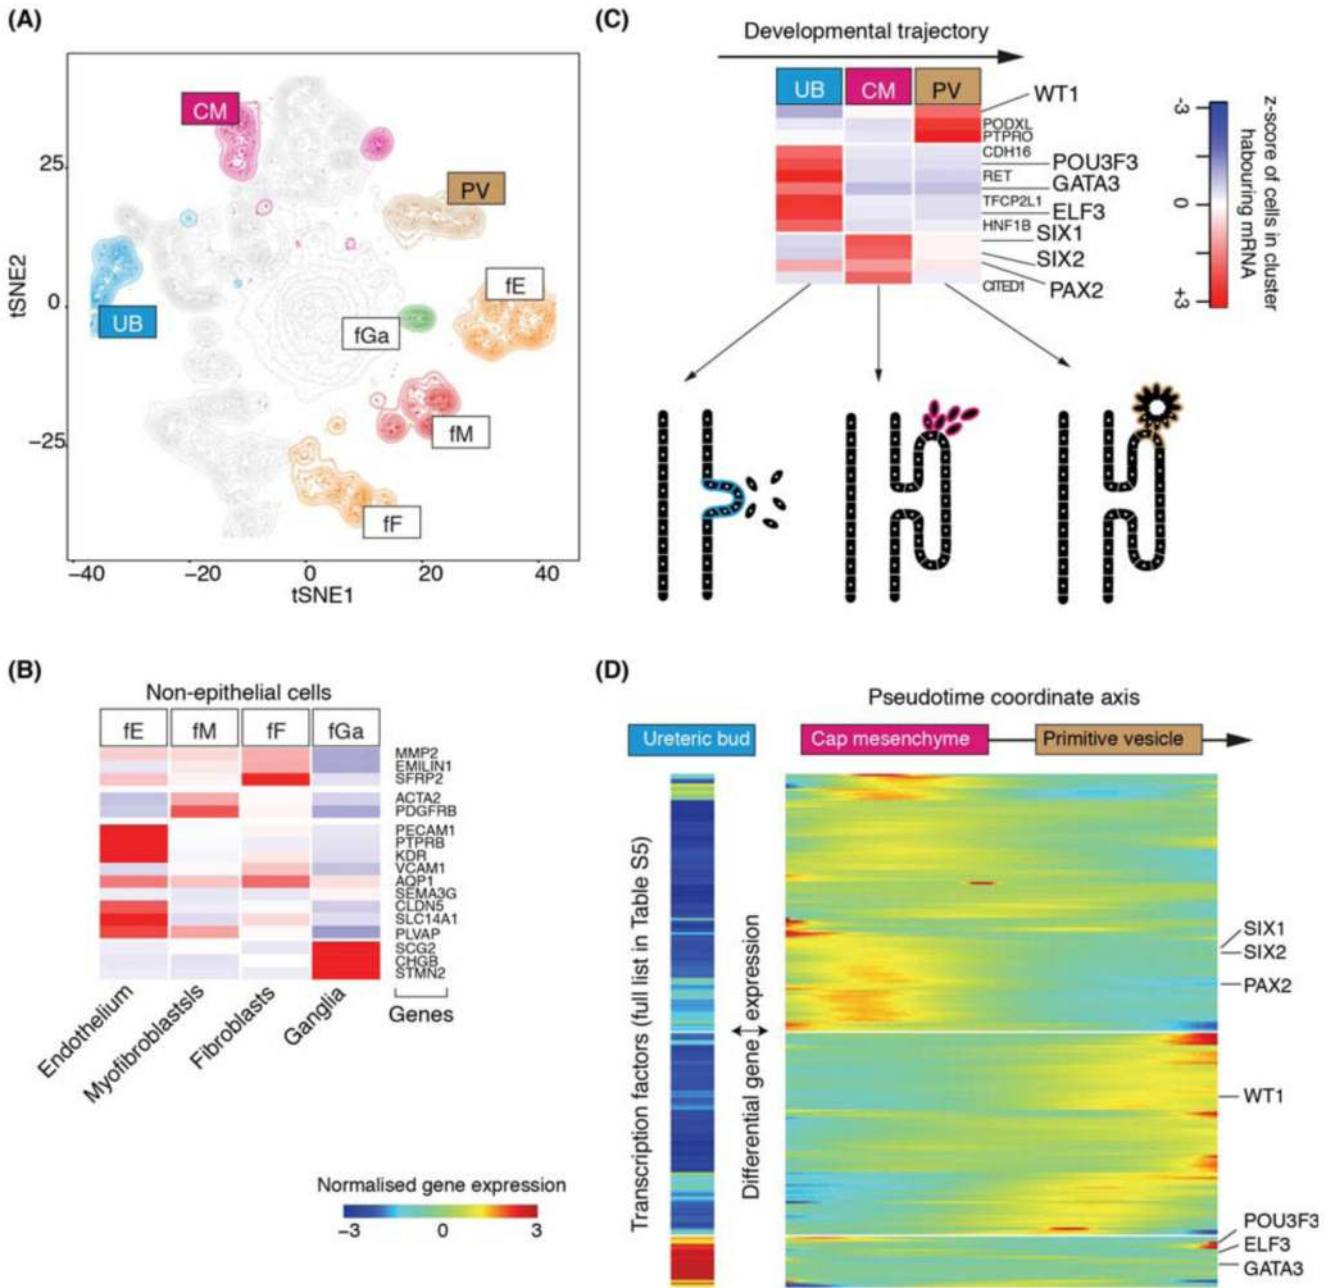 (A)
CM
PV
fE
UB
fGa
fM
fF
25
0
−25
tSNE2
−40
−20
0
20
40
tSNE1
(C)
Developmental trajectory
UB
CM
PV
WT1
PODXL
PTPRO
CDH16
POU3F3
RET
GATA3
TFCP2L1
ELF3
HNF1B
SIX1
SIX2
CITED1
PAX2
-3
0
+3
z-score of cells in cluster
habouring mRNA
(B)
Non-epithelial cells
fE
fM
fF
fGa
MMP2
EMILIN1
SFRP2
ACTA2
PDGFRB
PECAM1
PTPRB
KDR
VCAM1
AQP1
SEMA3G
CLDN5
SLC14A1
PLVAP
SCG2
CHGB
STMN2
Genes
Endothelium
Myofibroblastsls
Fibroblasts
Ganglia
Normalised gene expression
−3
0
3
(D)
Pseudotime coordinate axis
Ureteric bud
Cap mesenchyme
Primitive vesicle
Transcription factors (full list in Table S5)
Differential gene expression
SIX1
SIX2
PAX2
WT1
POU3F3
ELF3
GATA3